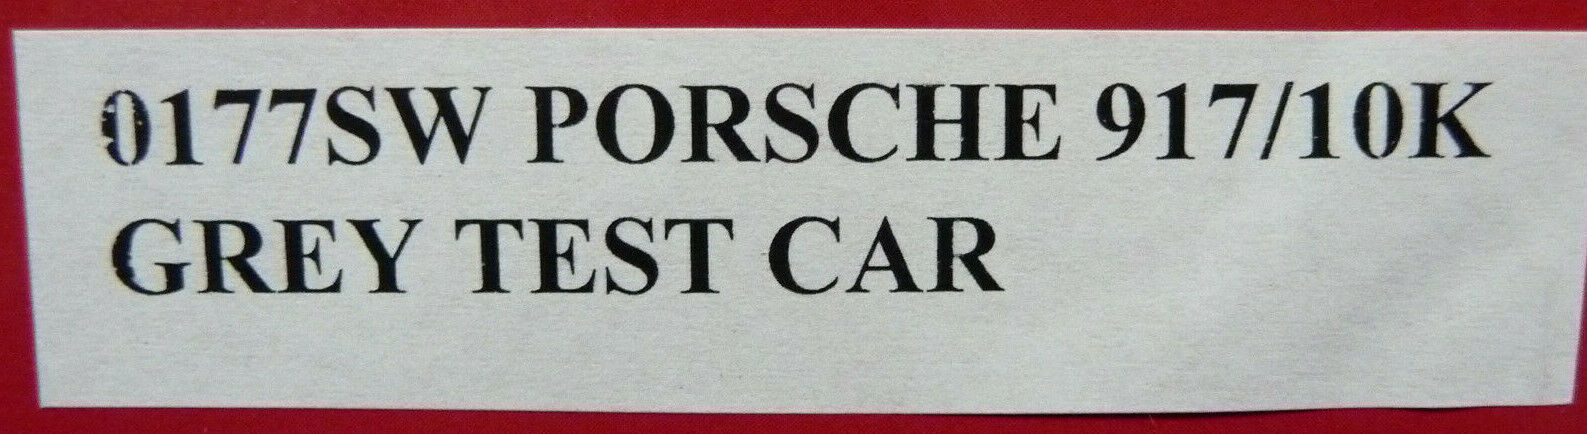 0177SW PORSCHE 917/10K
GREY TEST CAR